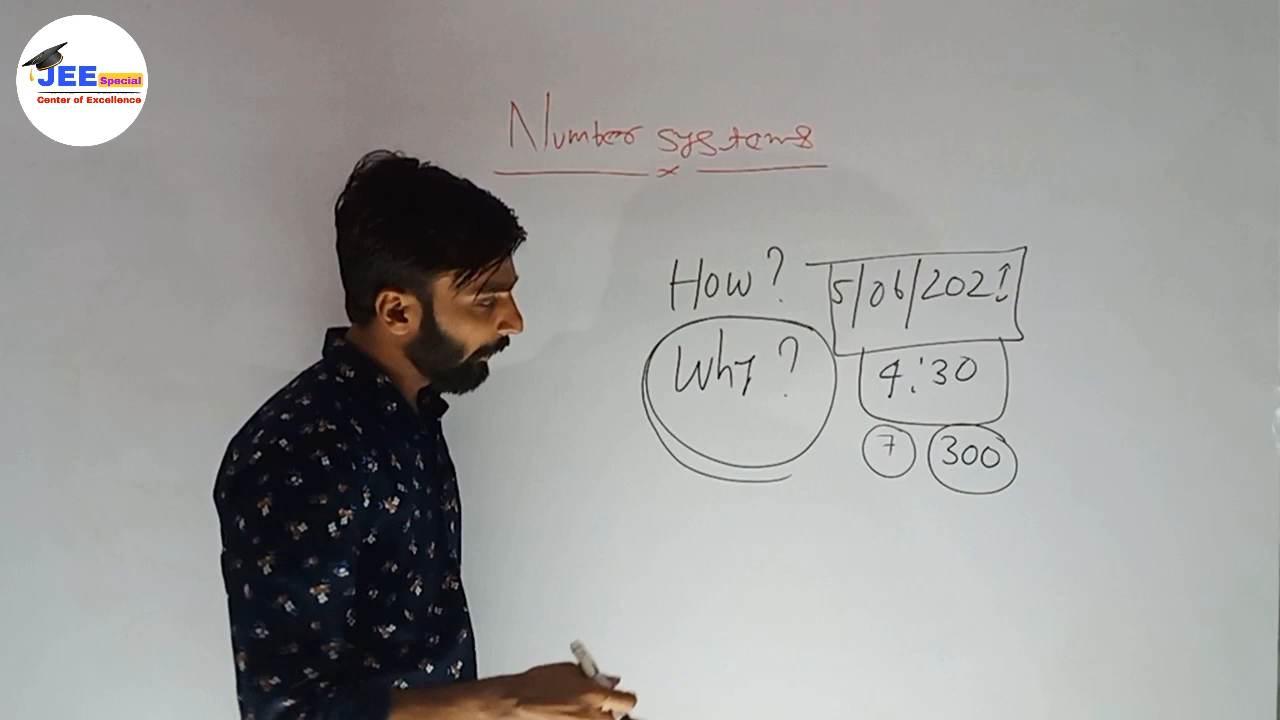 JEE Special
Center of Excellence
Number systems
How? 5/06/2021
Why? 4:30
7 300